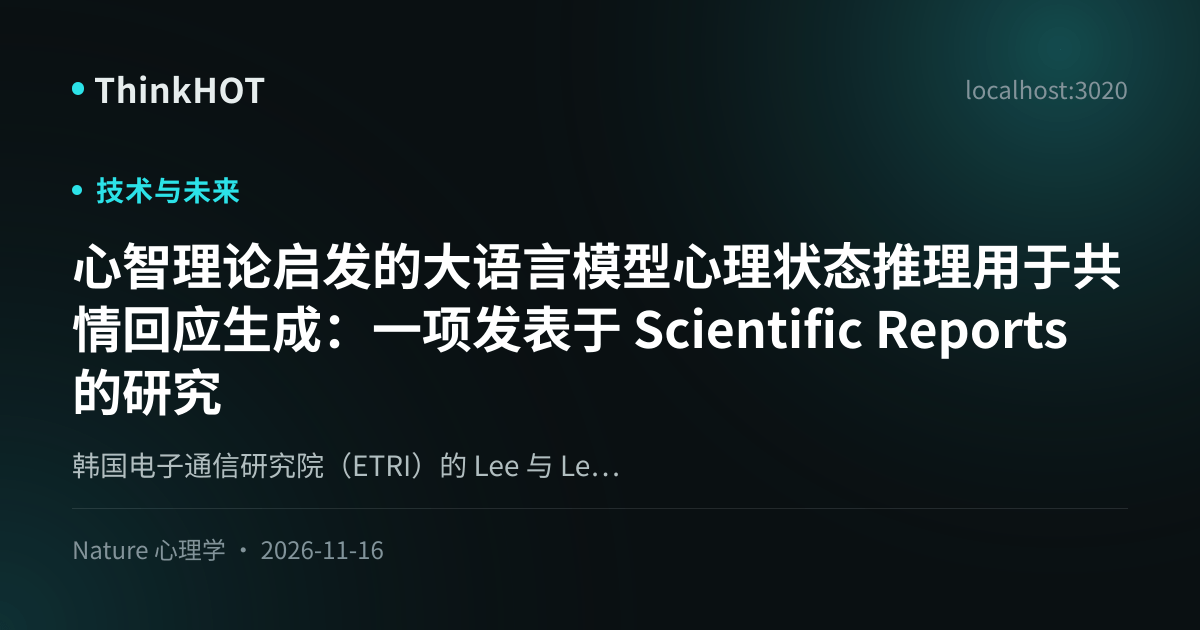 ThinkHOT
localhost:3020
技术与未来
心智理论启发的大语言模型心理状态推理用于共
情回应生成：一项发表于 Scientific Reports
的研究
韩国电子通信研究院（ETRI）的 Lee 与 Le…
Nature 心理学 · 2026-11-16